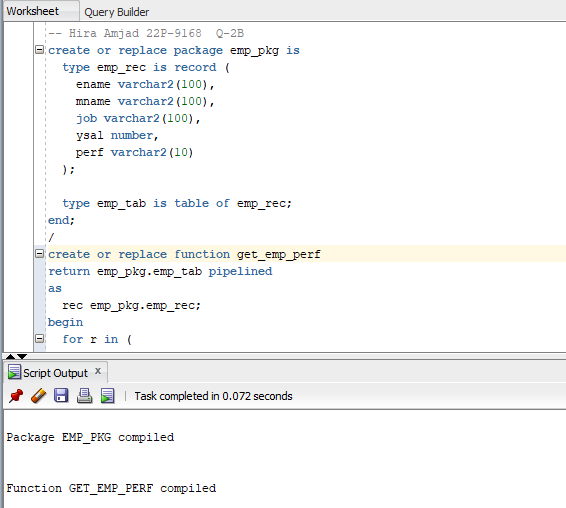 Worksheet Query Builder
-- Hira Amjad 22P-9168  Q-2B
create or replace package emp_pkg is
  type emp_rec is record (
    ename varchar2(100),
    mname varchar2(100),
    job varchar2(100),
    ysal number,
    perf varchar2(10)
  );
  type emp_tab is table of emp_rec;
end;
/
create or replace function get_emp_perf
return emp_pkg.emp_tab pipelined
as
  rec emp_pkg.emp_rec;
begin
  for r in (
Script Output x
Task completed in 0.072 seconds
Package EMP_PKG compiled
Function GET_EMP_PERF compiled